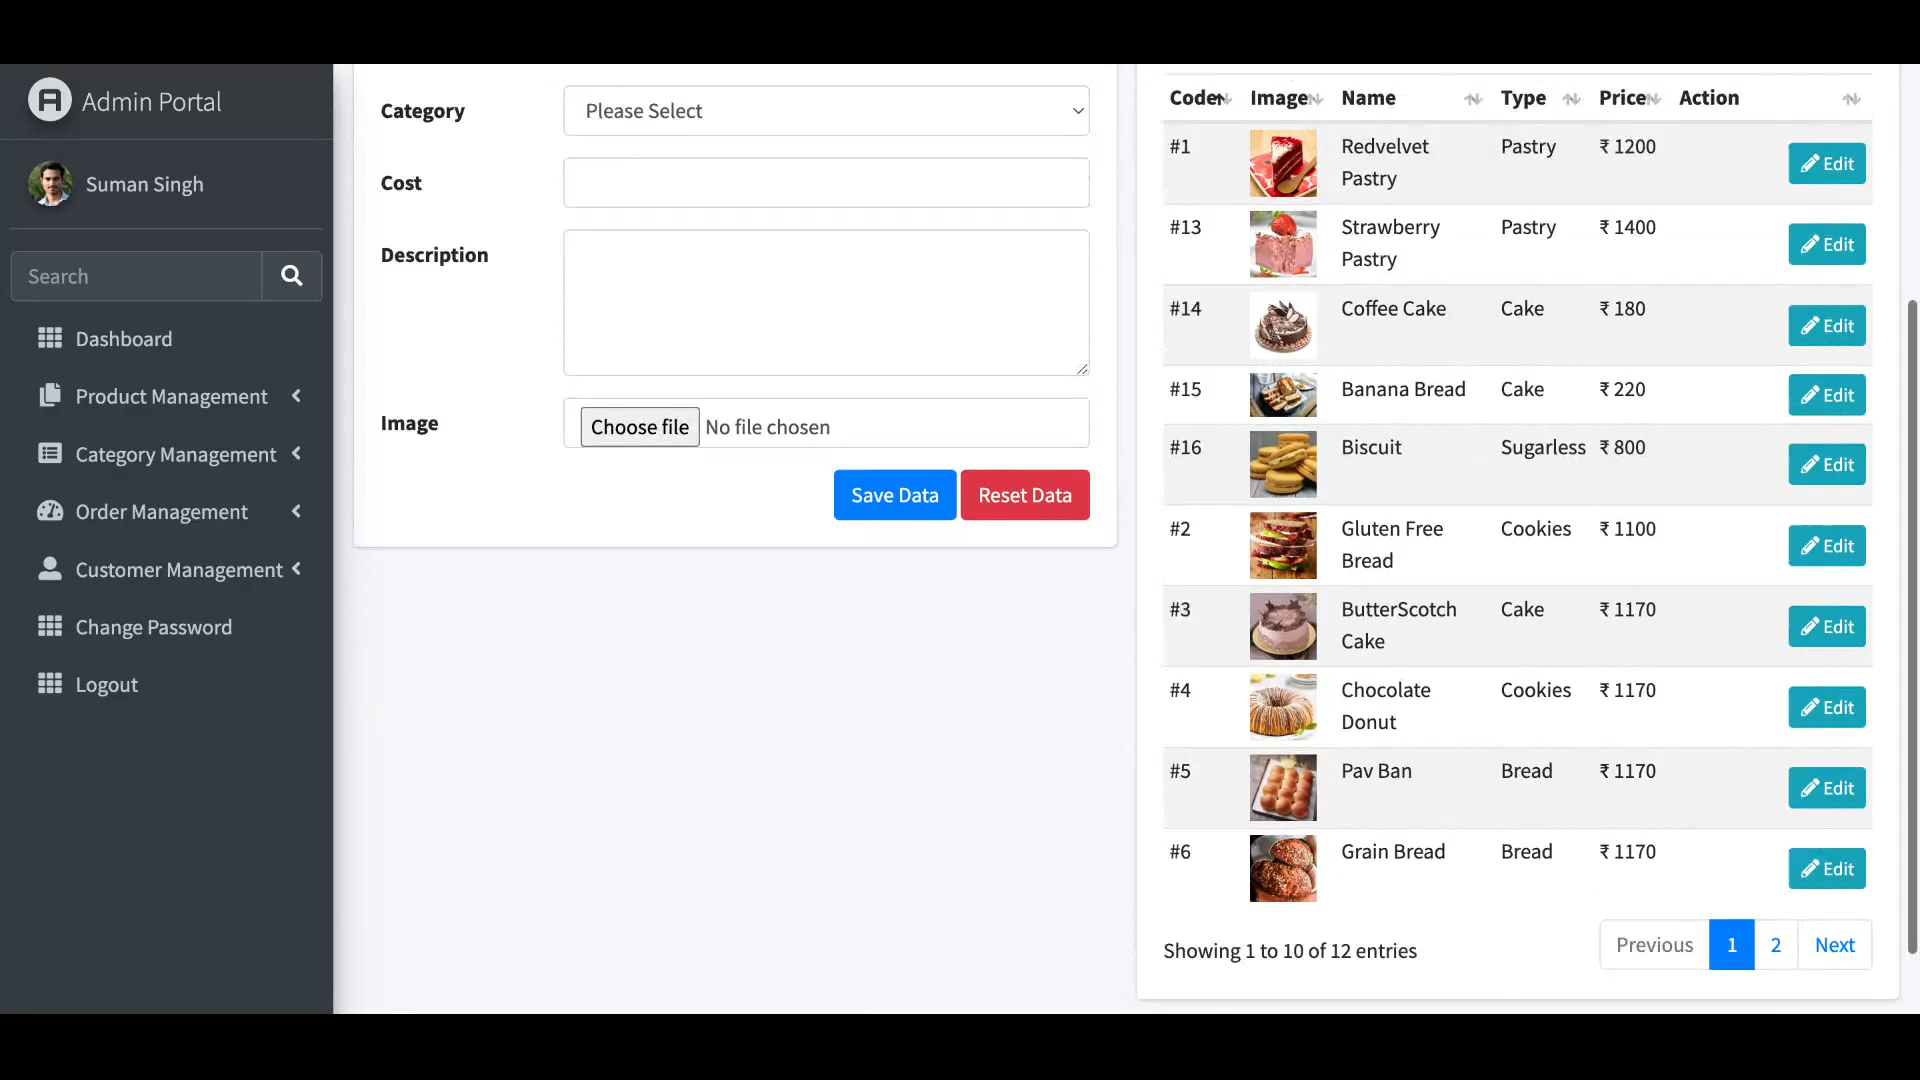 Admin Portal
Suman Singh
Search
Dashboard
Product Management
Category Management
Order Management
Customer Management
Change Password
Logout
Category
Please Select
Cost
Description
Image
Choose file No file chosen
Save Data
Reset Data
Code Image Name Type Price Action
#1 Redvelvet Pastry ₹ 1200 Edit
Pastry
#13 Strawberry Pastry ₹ 1400 Edit
Pastry
#14 Coffee Cake Cake ₹ 180 Edit
#15 Banana Bread Cake ₹ 220 Edit
#16 Biscuit Sugarless ₹ 800 Edit
#2 Gluten Free Cookies ₹ 1100 Edit
Bread
#3 ButterScotch Cake ₹ 1170 Edit
Cake
#4 Chocolate Cookies ₹ 1170 Edit
Donut
#5 Pav Ban Bread ₹ 1170 Edit
#6 Grain Bread Bread ₹ 1170 Edit
Showing 1 to 10 of 12 entries
Previous 1 2 Next